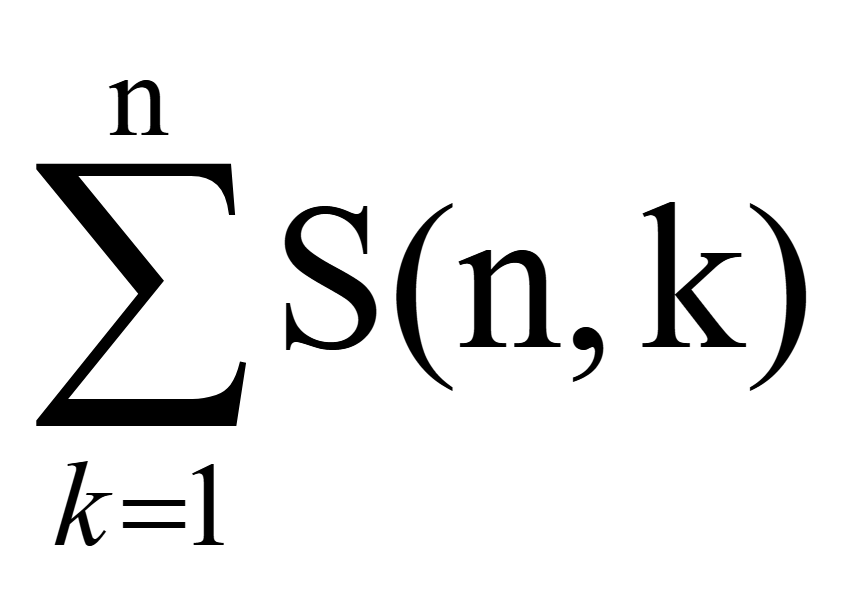 n
∑ S(n, k)
k=1